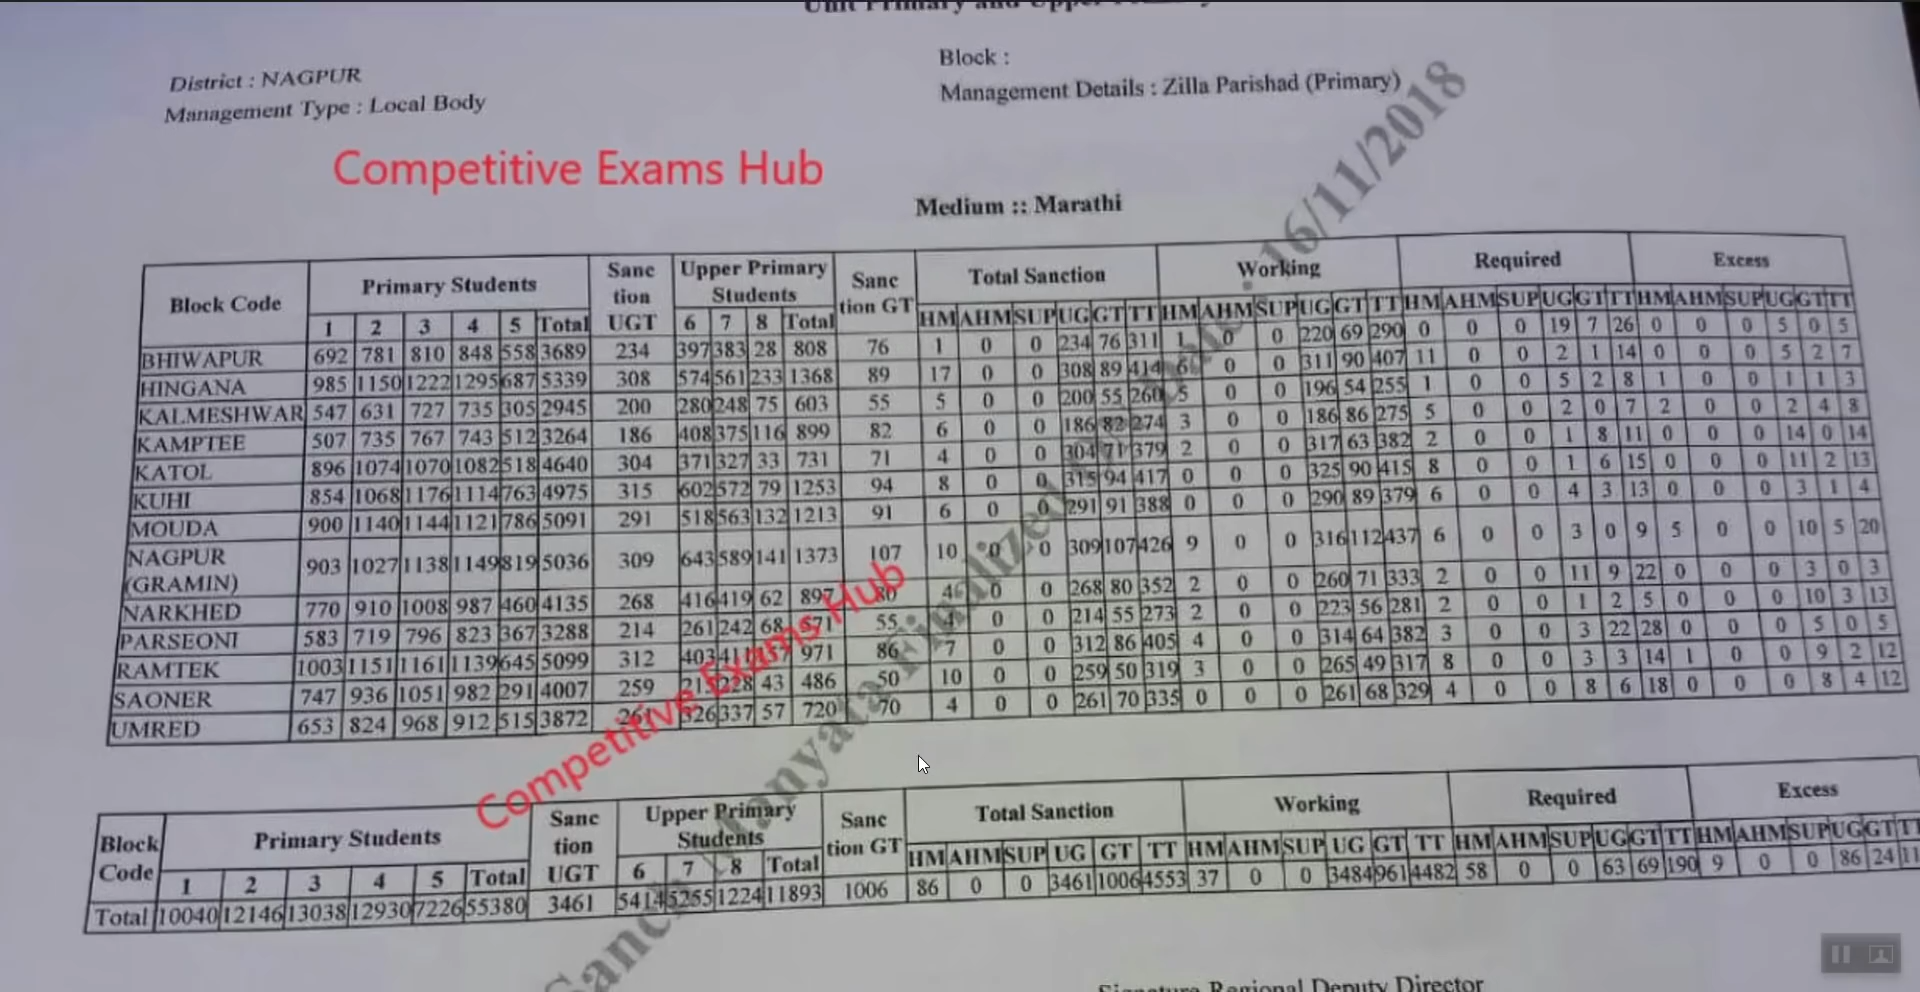 District : NAGPUR
Block :
Management Type : Local Body
Management Details : Zilla Parishad (Primary)
16/11/2018
Competitive Exams Hub
Medium :: Marathi
Block Code Primary Students Sanc tion UGT Upper Primary Students Sanc tion GT Total Sanction Working Required Excess
1 2 3 4 5 Total 6 7 8 Total HM AHM SUP UG GT TT HM AHM SUP UG GT TT HM AHM SUP UG GT TT HM AHM SUP UG GT TT
BHIWAPUR 692 781 810 848 558 3689 234 397 383 28 808 76 1 0 0 234 76 311 1 0 0 220 69 290 0 0 0 19 7 26 0 0 0 5 0 5
HINGANA 985 1150 1222 1295 687 5339 308 574 561 233 1368 89 17 0 0 308 89 414 6 0 0 311 90 407 11 0 0 2 1 14 0 0 0 5 2 7
KALMESHWAR 547 631 727 735 305 2945 200 280 248 75 603 55 5 0 0 200 55 260 5 0 0 196 54 255 1 0 0 5 2 8 1 0 0 1 1 3
KAMPTEE 507 735 767 743 512 3264 186 408 375 116 899 82 6 0 0 186 82 274 3 0 0 186 86 275 5 0 0 2 0 7 2 0 0 2 4 8
KATOL 896 1074 1070 1082 518 4640 304 371 327 33 731 71 4 0 0 304 71 379 2 0 0 317 63 382 2 0 0 1 8 11 0 0 0 14 0 14
KUHI 854 1068 1176 1114 763 4975 315 602 572 79 1253 94 8 0 0 315 94 417 0 0 0 325 90 415 8 0 0 1 6 15 0 0 0 11 2 13
MOUDA 900 1140 1144 1121 786 5091 291 518 563 132 1213 91 6 0 0 291 91 388 0 0 0 290 89 379 6 0 0 4 3 13 0 0 0 3 1 4
NAGPUR (GRAMIN) 903 1027 1138 1149 819 5036 309 643 589 141 1373 107 10 0 0 309 107 426 9 0 0 316 112 437 6 0 0 3 0 9 5 0 0 10 5 20
NARKHED 770 910 1008 987 460 4135 268 416 419 62 897 80 4 0 0 268 80 352 2 0 0 260 71 333 2 0 0 11 9 22 0 0 0 3 0 3
PARSEONI 583 719 796 823 367 3288 214 261 242 68 571 55 4 0 0 214 55 273 2 0 0 223 56 281 2 0 0 1 2 5 0 0 0 10 3 13
RAMTEK 1003 1151 1161 1139 645 5099 312 403 971 86 7 0 0 312 86 405 4 0 0 314 64 382 3 0 0 3 22 28 0 0 0 5 0 5
SAONER 747 936 1051 982 291 4007 259 215 228 43 486 50 10 0 0 259 50 319 3 0 0 265 49 317 8 0 0 3 3 14 1 0 0 9 2 12
UMRED 653 824 968 912 515 3872 261 326 337 57 720 70 4 0 0 261 70 335 0 0 0 261 68 329 4 0 0 8 6 18 0 0 0 8 4 12
Competitive Exams Hub
Sanch Manyata Finalized
Block Code Primary Students Sanc tion UGT Upper Primary Students Sanc tion GT Total Sanction Working Required Excess
1 2 3 4 5 Total 6 7 8 Total HM AHM SUP UG GT TT HM AHM SUP UG GT TT HM AHM SUP UG GT TT HM AHM SUP UG GT TT
Total 10040 12146 13038 12930 7226 55380 3461 5414 5255 1224 11893 1006 86 0 0 3461 1006 4553 37 0 0 3484 961 4482 58 0 0 63 69 190 9 0 0 86 24
Signature Regional Deputy Director